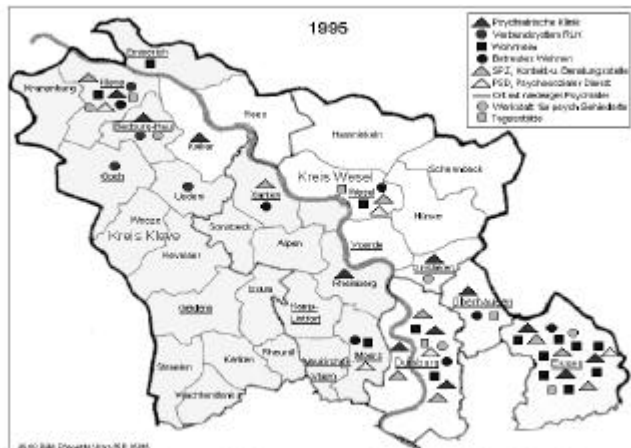 1995
Psychiatrische Klinik
Verbundsystem RLK
Wohnheim
Betreutes Wohnen
SPZ, Kontakt-u. Beratungsstelle
PSD, Psychosozialer Dienst
Ort mit niedergel. Psychiater
Werkstatt für psych. Behinderte
Tagesstätte
Emmerich
Kranenburg
Kleve
Rees
Bedburg-Hau
Kalkar
Hamminkeln
Schermbeck
Kreis Wesel
Goch
Uedem
Xanten
Wesel
Hünxe
Weeze
Kreis Kleve
Sonsbeck
Voerde
Kevelaer
Alpen
Dinslaken
Rheinberg
Issum
Kamp-
Lintfort
Oberhausen
Geldern
Straelen
Kerken
Rheurdt
Neukirchen-
Vluyn
Moers
Duisburg
Essen
Wachtendonk